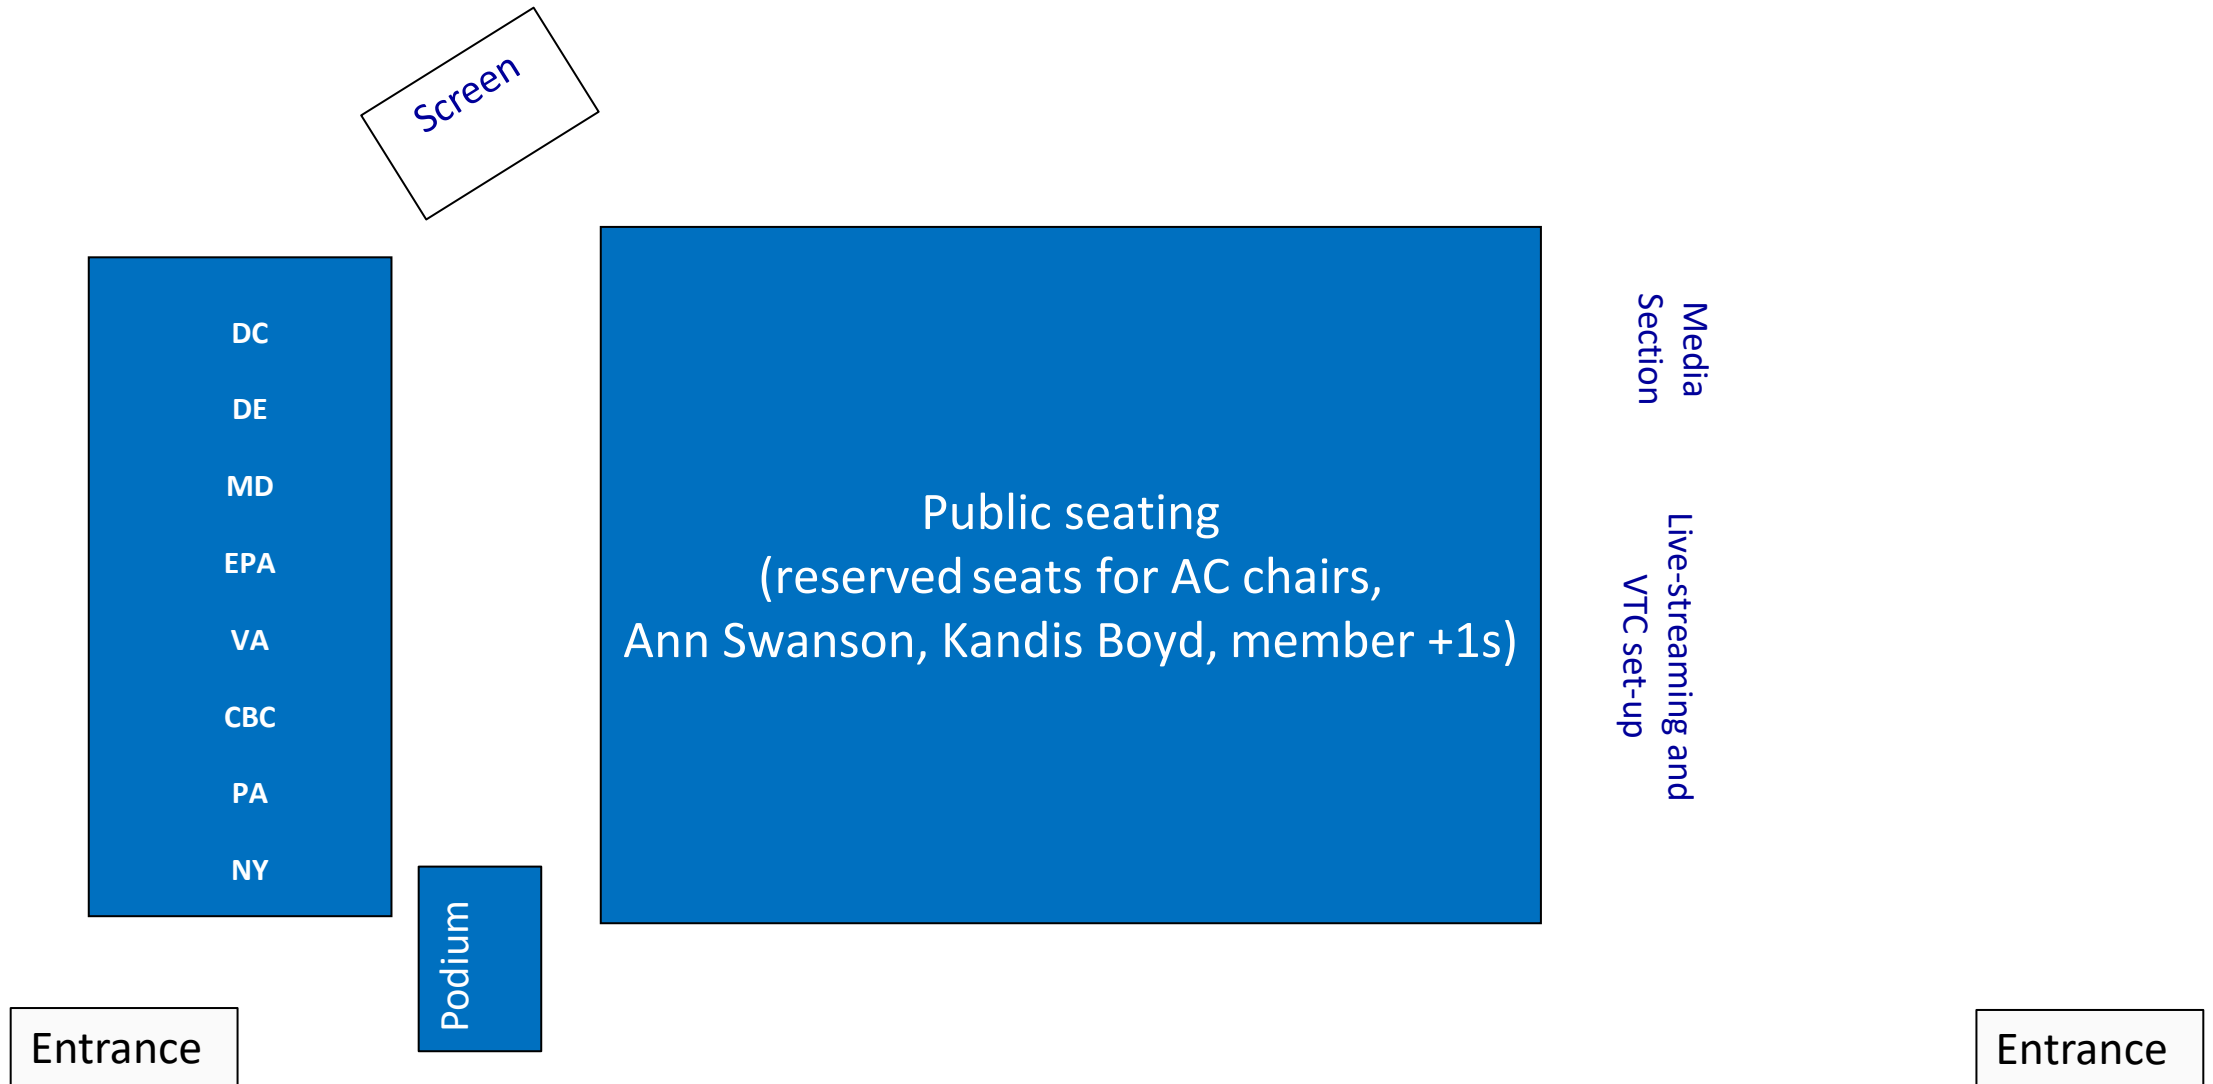 Screen
DC
DE
MD
EPA
VA
CBC
PA
NY
Podium
Public seating
(reserved seats for AC chairs,
Ann Swanson, Kandis Boyd, member +1s)
Media
Section
Live-streaming and
VTC set-up
Entrance
Entrance